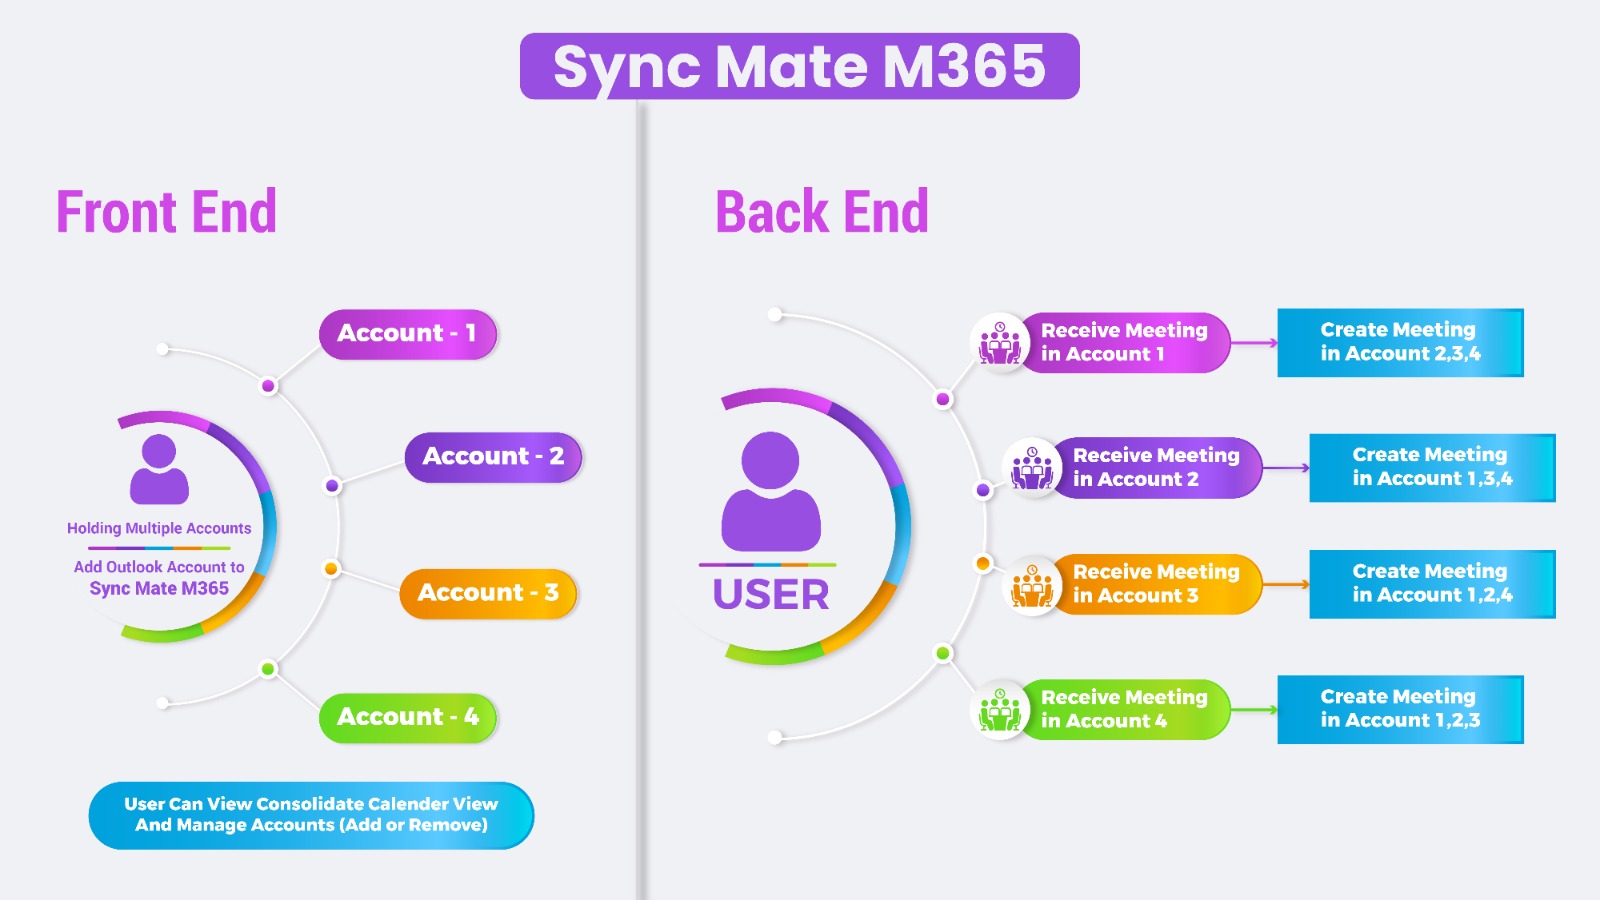 Sync Mate M365
Front End
Account - 1
Account - 2
Holding Multiple Accounts
Add Outlook Account to
Sync Mate M365
Account - 3
Account - 4
User Can View Consolidate Calender View
And Manage Accounts (Add or Remove)
Back End
USER
Receive Meeting
in Account 1
Create Meeting
in Account 2,3,4
Receive Meeting
in Account 2
Create Meeting
in Account 1,3,4
Receive Meeting
in Account 3
Create Meeting
in Account 1,2,4
Receive Meeting
in Account 4
Create Meeting
in Account 1,2,3